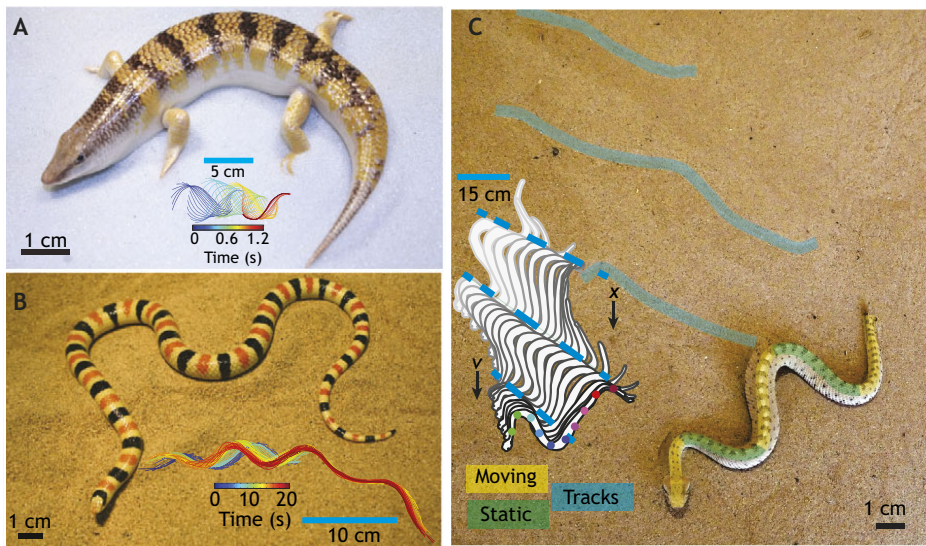 A
1 cm
5 cm
0 0.6 1.2
Time (s)
B
1 cm
0 10 20
Time (s)
10 cm
C
15 cm
x
v
Moving
Tracks
Static
1 cm